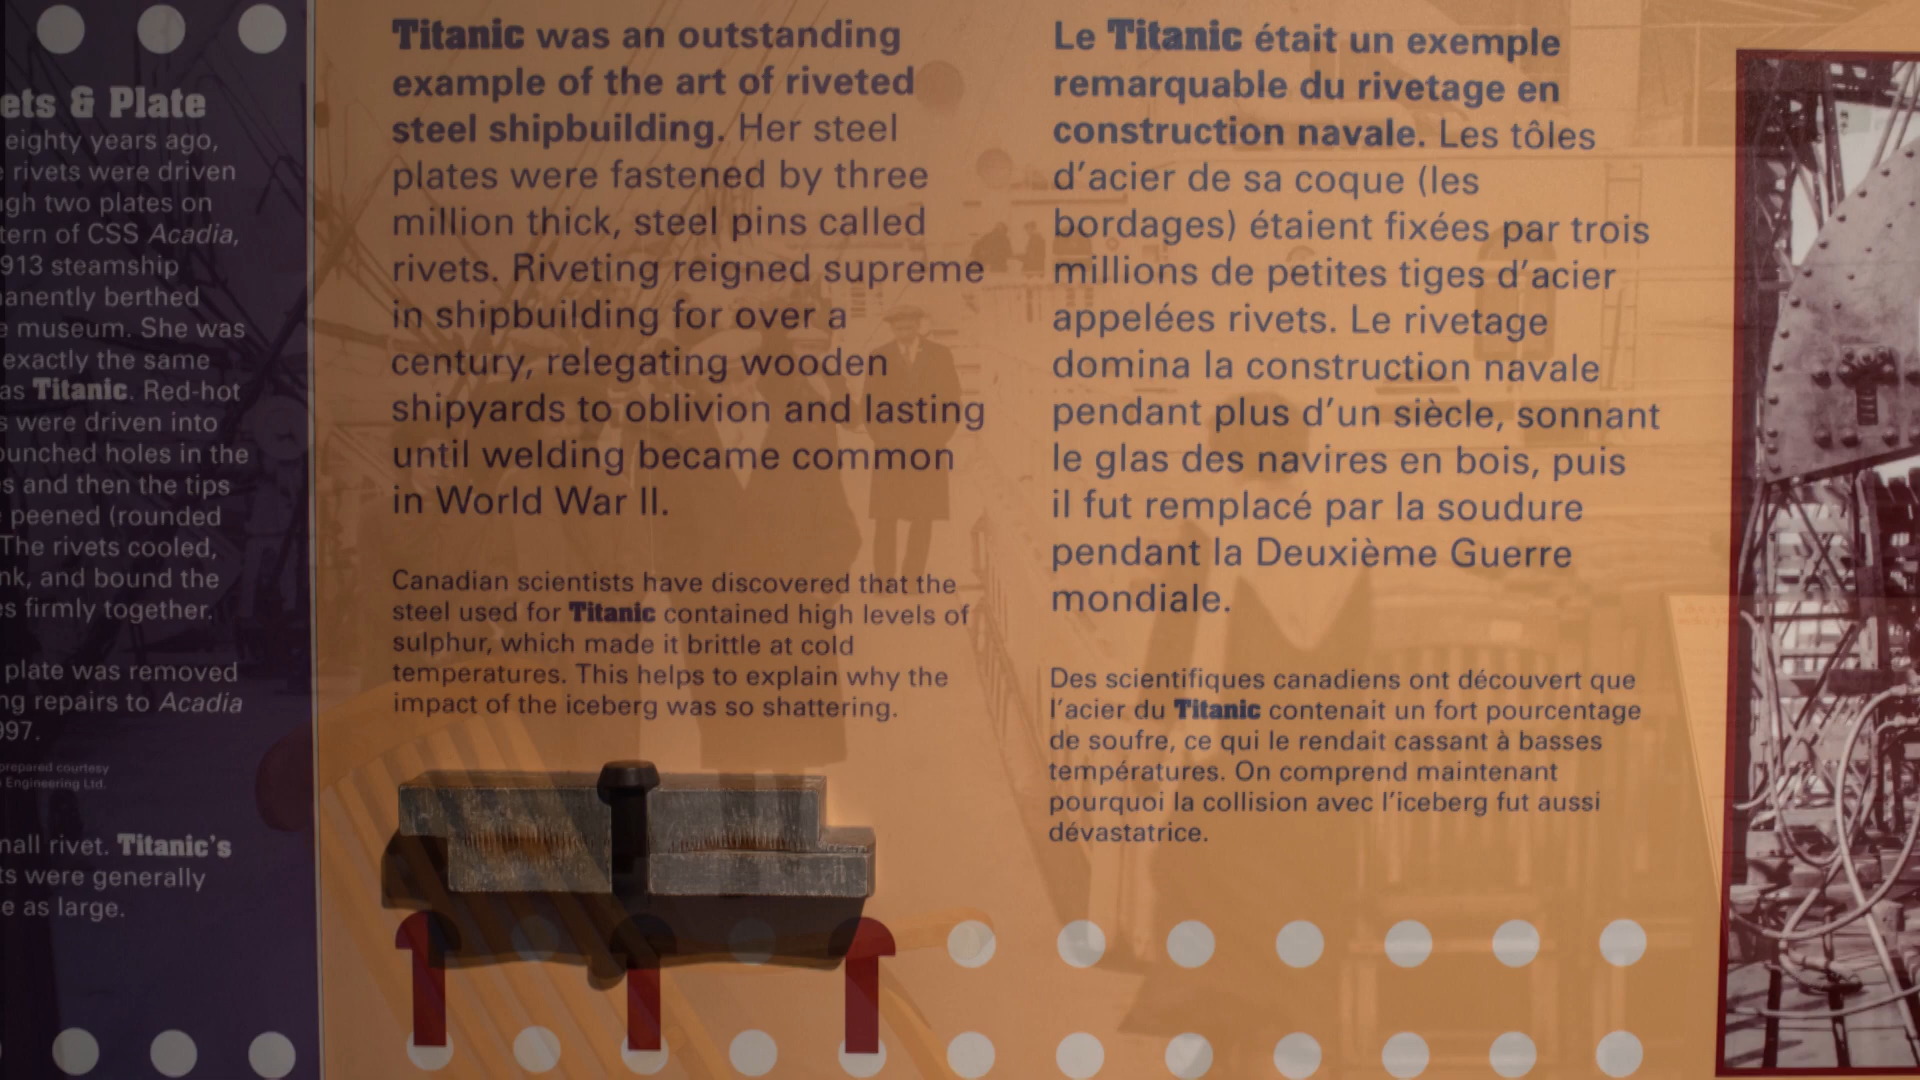 & Plate
eighty years ago,
rivets were driven
two plates on
of CSS Acadia,
steamship
berthed
museum. She was
exactly the same
as Titanic. Red-hot
were driven into
holes in the
and then the tips
peened (rounded
The rivets cooled,
and bound the
firmly together.
plate was removed
repairs to Acadia
prepared courtesy
Engineering Ltd.
rivet. Titanic's
were generally
as large.
Titanic was an outstanding
example of the art of riveted
steel shipbuilding. Her steel
plates were fastened by three
million thick, steel pins called
rivets. Riveting reigned supreme
in shipbuilding for over a
century, relegating wooden
shipyards to oblivion and lasting
until welding became common
in World War II.
Canadian scientists have discovered that the
steel used for Titanic contained high levels of
sulphur, which made it brittle at cold
temperatures. This helps to explain why the
impact of the iceberg was so shattering.
Le Titanic était un exemple
remarquable du rivetage en
construction navale. Les tôles
d'acier de sa coque (les
bordages) étaient fixées par trois
millions de petites tiges d'acier
appelées rivets. Le rivetage
domina la construction navale
pendant plus d'un siècle, sonnant
le glas des navires en bois, puis
il fut remplacé par la soudure
pendant la Deuxième Guerre
mondiale.
Des scientifiques canadiens ont découvert que
l'acier du Titanic contenait un fort pourcentage
de soufre, ce qui le rendait cassant à basses
températures. On comprend maintenant
pourquoi la collision avec l'iceberg fut aussi
dévastatrice.